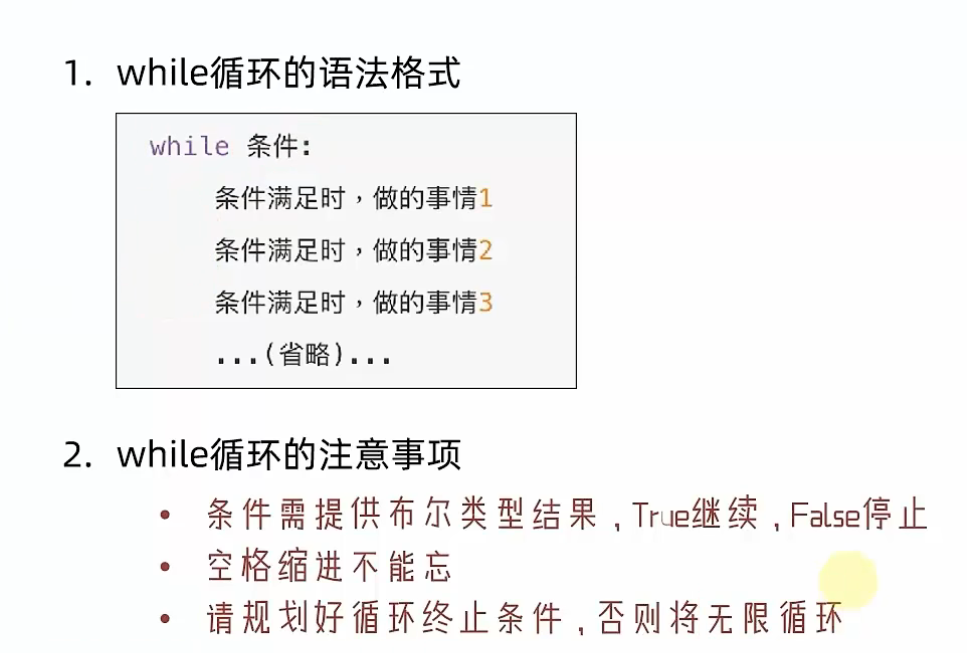 1. while循环的语法格式
while 条件:
条件满足时，做的事情1
条件满足时，做的事情2
条件满足时，做的事情3
...(省略)...
2. while循环的注意事项
• 条件需提供布尔类型结果,True继续,False停止
• 空格缩进不能忘
• 请规划好循环终止条件,否则将无限循环